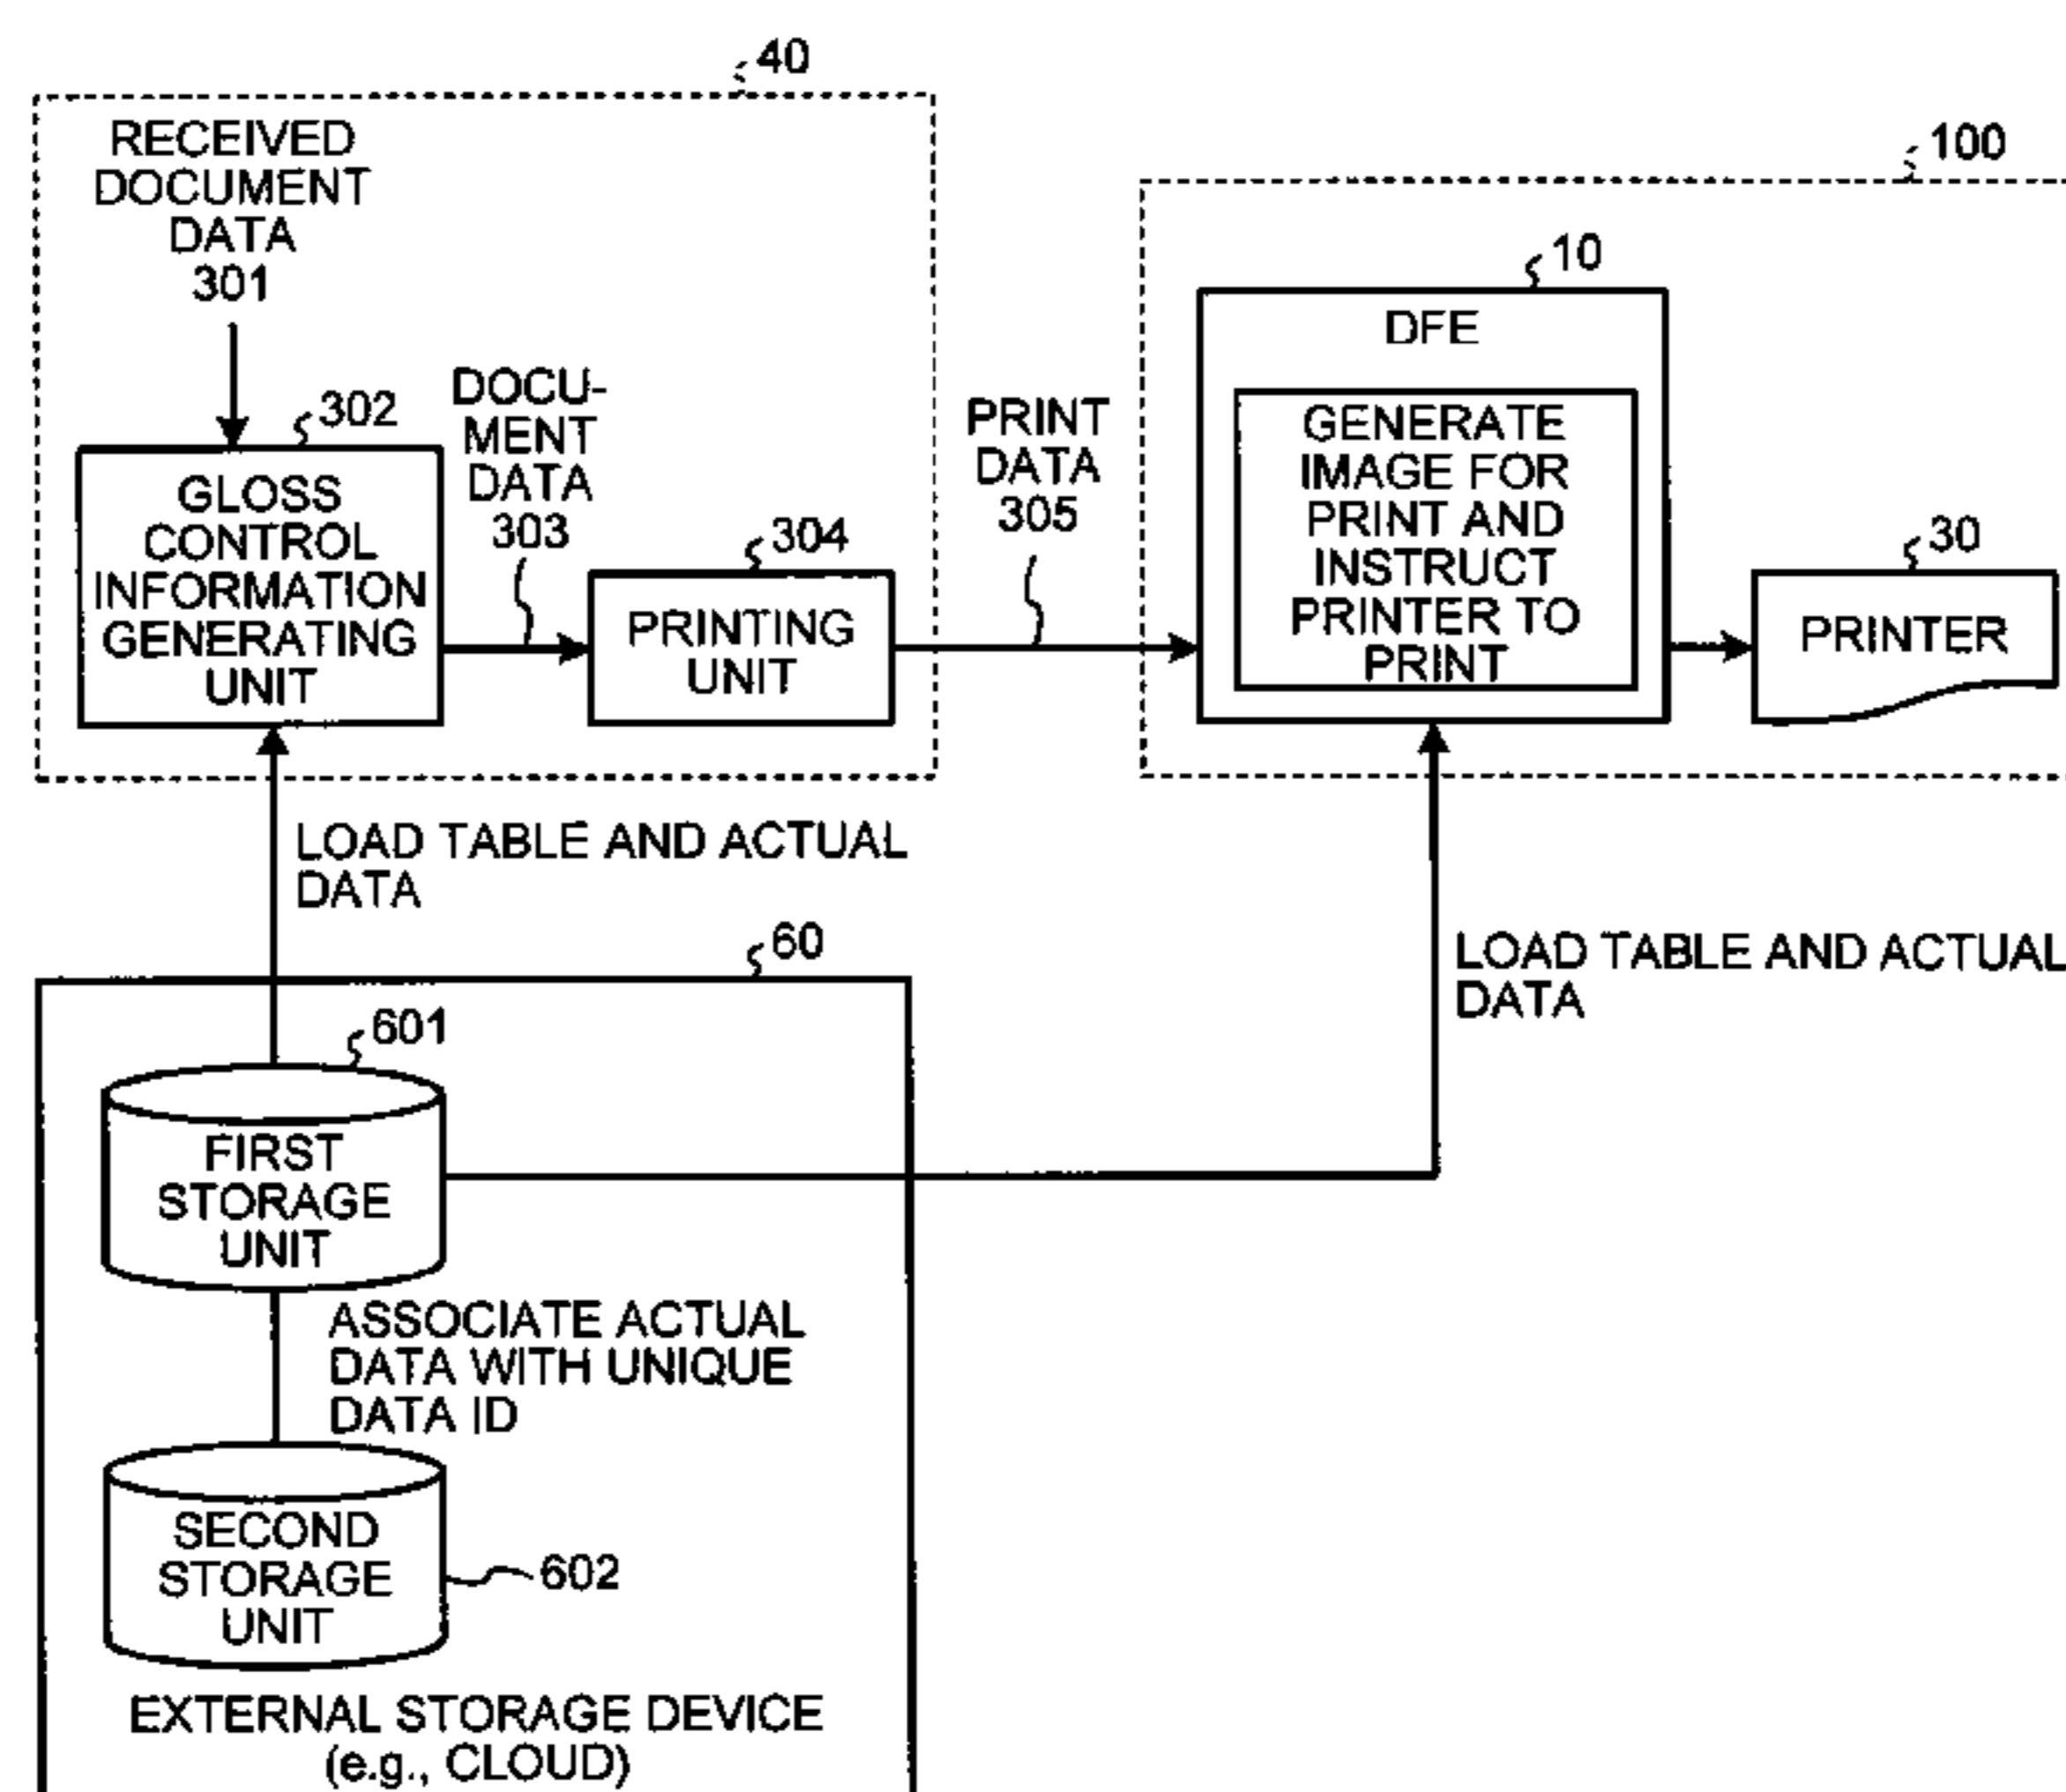 40
RECEIVED
DOCUMENT
DATA
301
302
GLOSS
CONTROL
INFORMATION
GENERATING
UNIT
DOCU-
MENT
DATA
303
304
PRINTING
UNIT
PRINT
DATA
305
100
10
DFE
GENERATE
IMAGE FOR
PRINT AND
INSTRUCT
PRINTER TO
PRINT
30
PRINTER
LOAD TABLE AND ACTUAL
DATA
LOAD TABLE AND ACTUAL
DATA
60
601
FIRST
STORAGE
UNIT
ASSOCIATE ACTUAL
DATA WITH UNIQUE
DATA ID
SECOND
STORAGE
UNIT
602
EXTERNAL STORAGE DEVICE
(e.g., CLOUD)